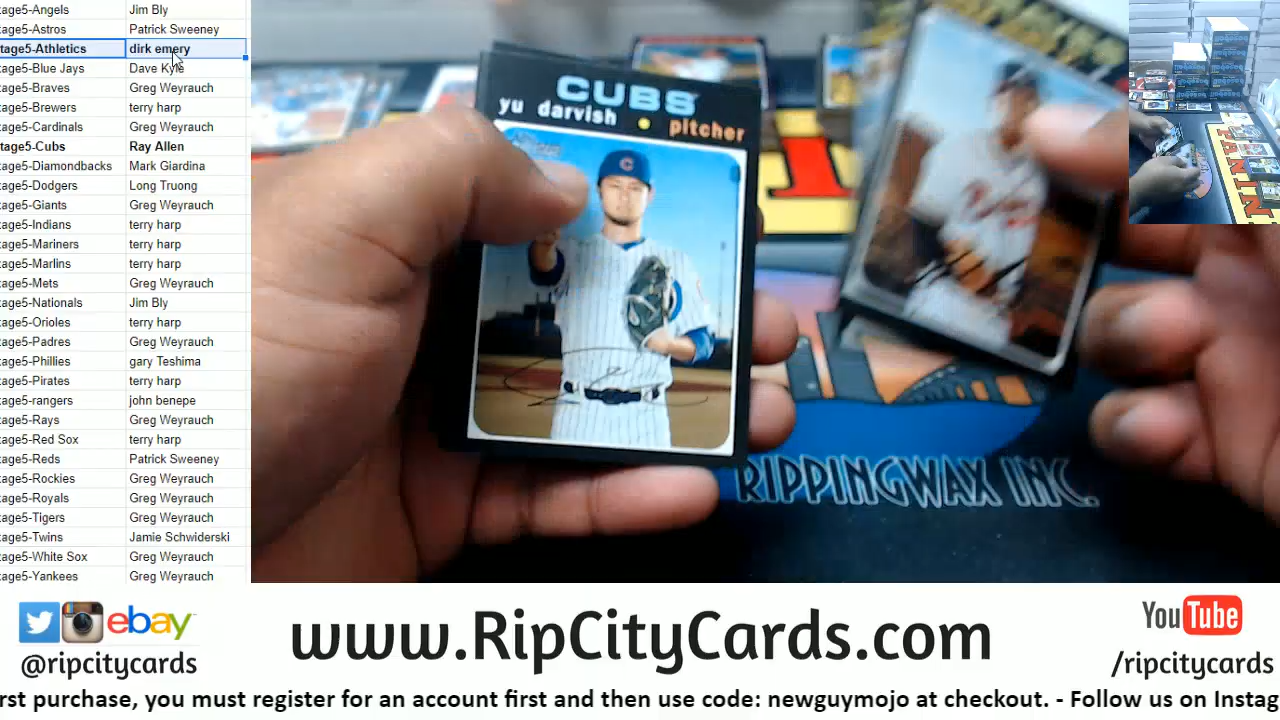 tage5-Angels Jim Bly
tage5-Astros Patrick Sweeney
tage5-Athletics dirk emery
tage5-Blue Jays Dave Kyle
tage5-Braves Greg Weyrauch
tage5-Brewers terry harp
tage5-Cardinals Greg Weyrauch
tage5-Cubs Ray Allen
tage5-Diamondbacks Mark Giardina
tage5-Dodgers Long Truong
tage5-Giants Greg Weyrauch
tage5-Indians terry harp
tage5-Mariners terry harp
tage5-Marlins terry harp
tage5-Mets Greg Weyrauch
tage5-Nationals Jim Bly
tage5-Orioles terry harp
tage5-Padres Greg Weyrauch
tage5-Phillies gary Teshima
tage5-Pirates terry harp
tage5-rangers john benepe
tage5-Rays Greg Weyrauch
tage5-Red Sox terry harp
tage5-Reds Patrick Sweeney
tage5-Rockies Greg Weyrauch
tage5-Royals Greg Weyrauch
tage5-Tigers Greg Weyrauch
tage5-Twins Jamie Schwiderski
tage5-White Sox Greg Weyrauch
tage5-Yankees Greg Weyrauch
CUBS
yu darvish pitcher
RIPPINGWAX INC.
PANIN
ebay
@ripcitycards
www.RipCityCards.com
YouTube
/ripcitycards
rst purchase, you must register for an account first and then use code: newguymojo at checkout. - Follow us on Instag